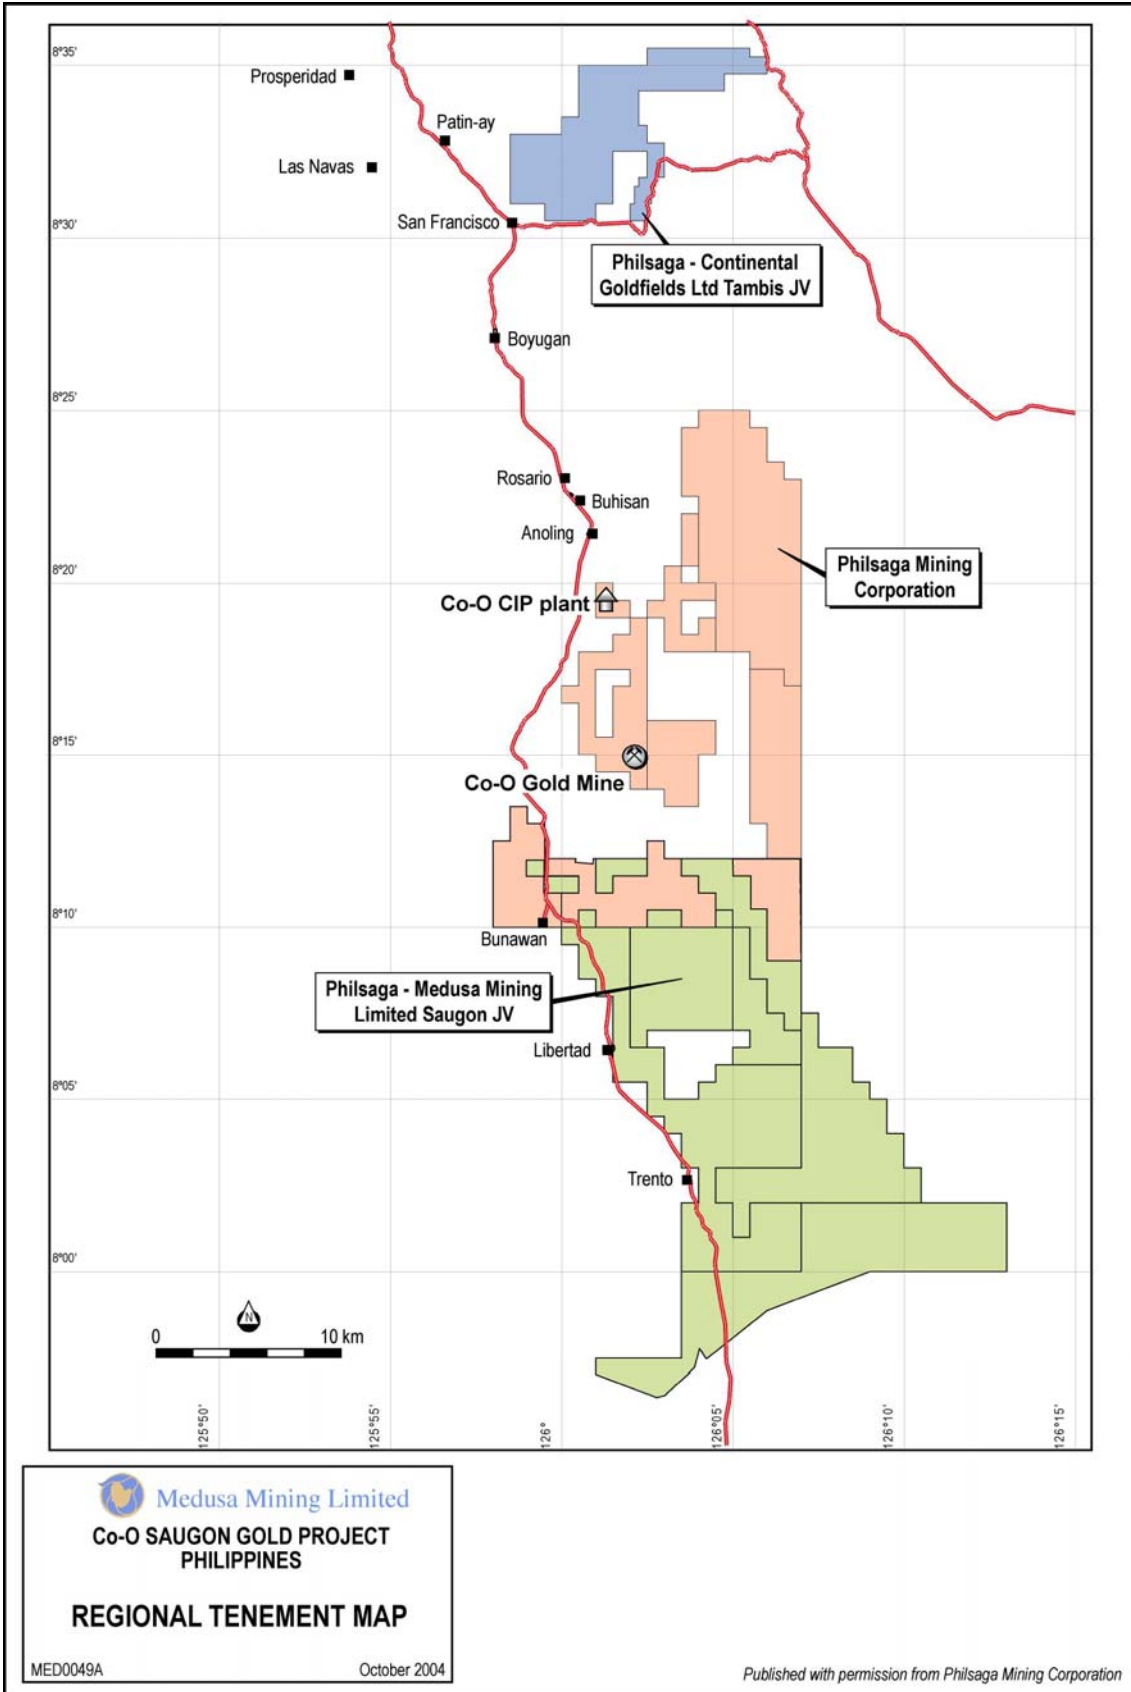 8°35'
Prosperidad
Patin-ay
Las Navas
San Francisco
8°30'
Philsaga - Continental
Goldfields Ltd Tambis JV
Boyugan
8°25'
Rosario
Buhisan
Anoling
Philsaga Mining
Corporation
8°20'
Co-O CIP plant
8°15'
Co-O Gold Mine
8°10'
Bunawan
Philsaga - Medusa Mining
Limited Saugon JV
Libertad
8°05'
Trento
8°00'
N
0 10 km
125°50'
125°55'
126°
126°05'
126°10'
126°15'
Medusa Mining Limited
Co-O SAUGON GOLD PROJECT
PHILIPPINES
REGIONAL TENEMENT MAP
MED0049A October 2004
Published with permission from Philsaga Mining Corporation